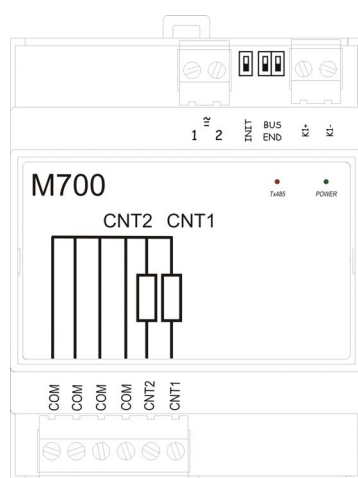 1 ≂ 2 INIT BUS END K1+ K1-
M700
Tx485 POWER
CNT2 CNT1
COM COM COM COM CNT2 CNT1